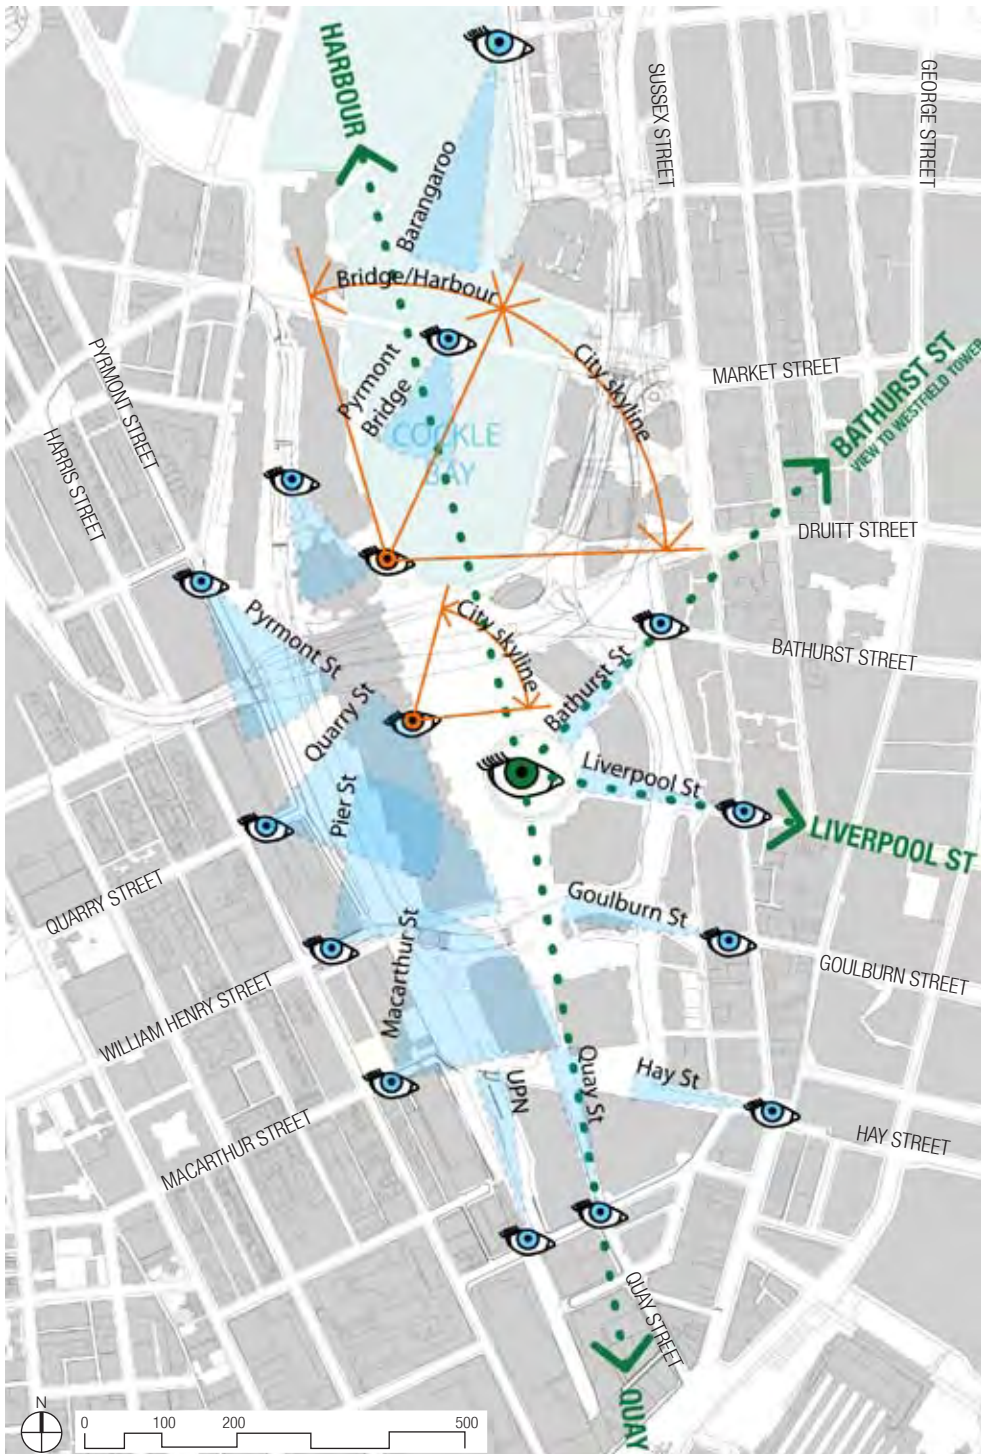 HARBOUR
SUSSEX STREET
GEORGE STREET
Barangaroo
Bridge/Harbour
Pyrmont
Bridge
City skyline
COCKLE
BAY
MARKET STREET
BATHURST ST
VIEW TO WESTFIELD TOWER
PYRMONT STREET
HARRIS STREET
DRUITT STREET
Pyrmont St
City skyline
Bathurst St
BATHURST STREET
Quarry St
Pier St
Liverpool St
LIVERPOOL ST
QUARRY STREET
Macarthur St
Goulburn St
GOULBURN STREET
WILLIAM HENRY STREET
UPN
Quay St
Hay St
HAY STREET
MACARTHUR STREET
QUAY STREET
QUAY
N
0 100 200 500